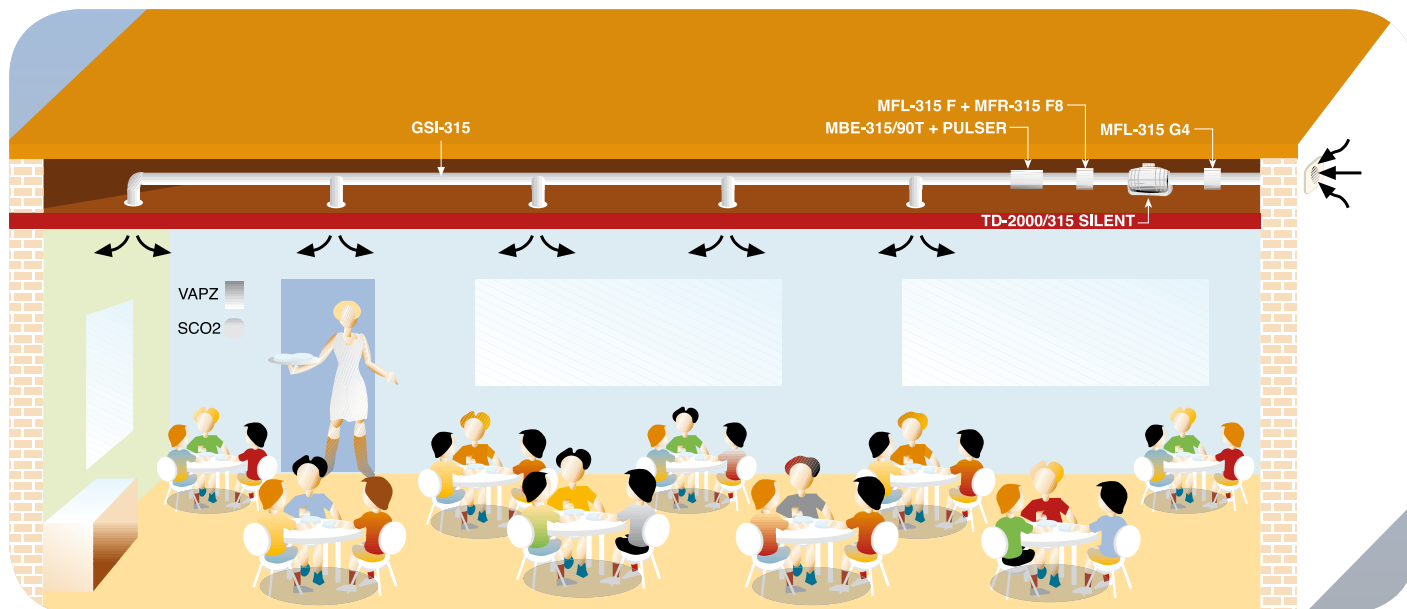 MFL-315 F + MFR-315 F8
GSI-315
MBE-315/90T + PULSER
MFL-315 G4
TD-2000/315 SILENT
VAPZ
SCO2